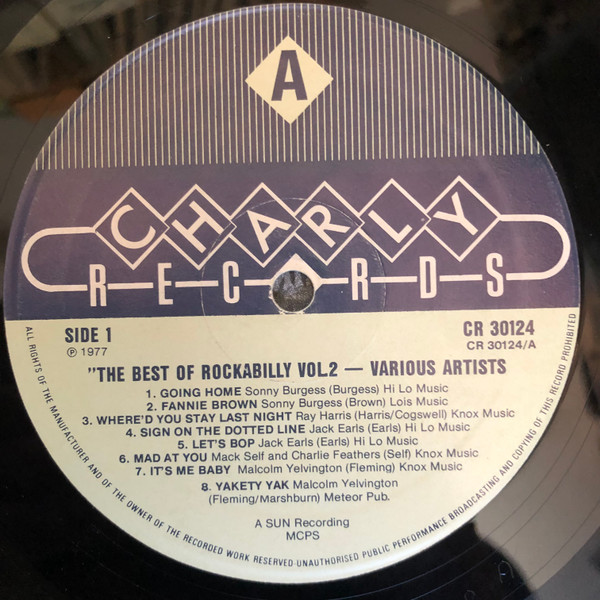 A
CHARLY
RECORDS
SIDE 1
℗ 1977
CR 30124
CR 30124/A
"THE BEST OF ROCKABILLY VOL.2 — VARIOUS ARTISTS
1. GOING HOME Sonny Burgess (Burgess) Hi Lo Music
2. FANNIE BROWN Sonny Burgess (Brown) Lois Music
3. WHERE'D YOU STAY LAST NIGHT Ray Harris (Harris/Cogswell) Knox Music
4. SIGN ON THE DOTTED LINE Jack Earls (Earls) Hi Lo Music
5. LET'S BOP Jack Earls (Earls) Hi Lo Music
6. MAD AT YOU Mack Self and Charlie Feathers (Self) Knox Music
7. IT'S ME BABY Malcolm Yelvington (Fleming) Knox Music
8. YAKETY YAK Malcolm Yelvington
(Fleming/Marshburn) Meteor Pub.
A SUN Recording
MCPS
ALL RIGHTS OF THE MANUFACTURER AND OF THE OWNER OF THE RECORDED WORK RESERVED·UNAUTHORISED PUBLIC PERFORMANCE BROADCASTING AND COPYING OF THIS RECORD PROHIBITED